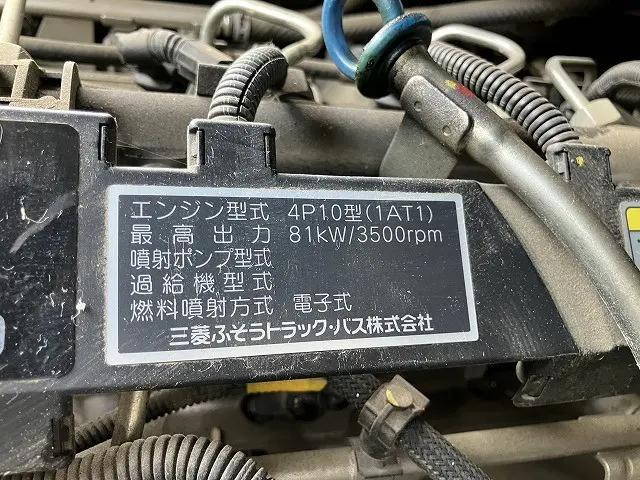 エンジン型式 4P10型(1AT1)
最高出力 81kW/3500rpm
噴射ポンプ型式
過給機型式
燃料噴射方式 電子式
三菱ふそうトラック・バス株式会社